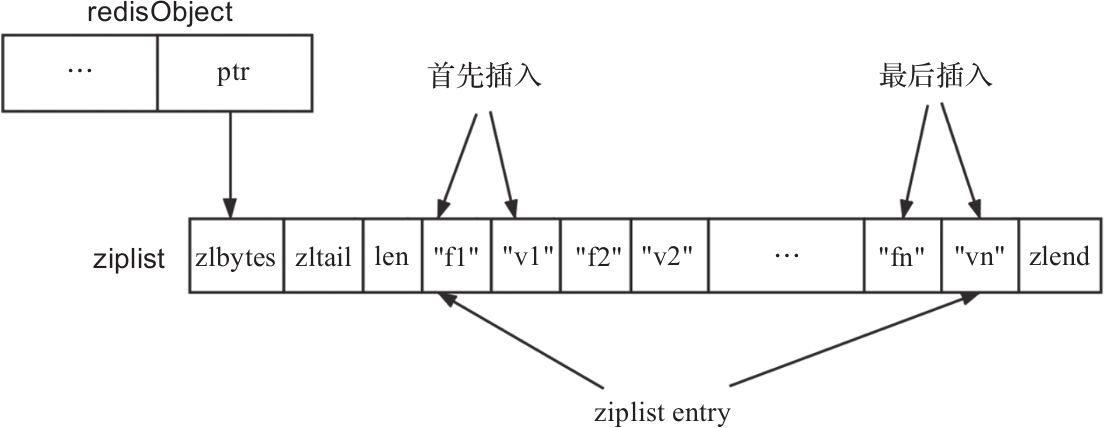 redisObject
… ptr
首先插入 最后插入
ziplist zlbytes zltail len "f1" "v1" "f2" "v2" … "fn" "vn" zlend
ziplist entry